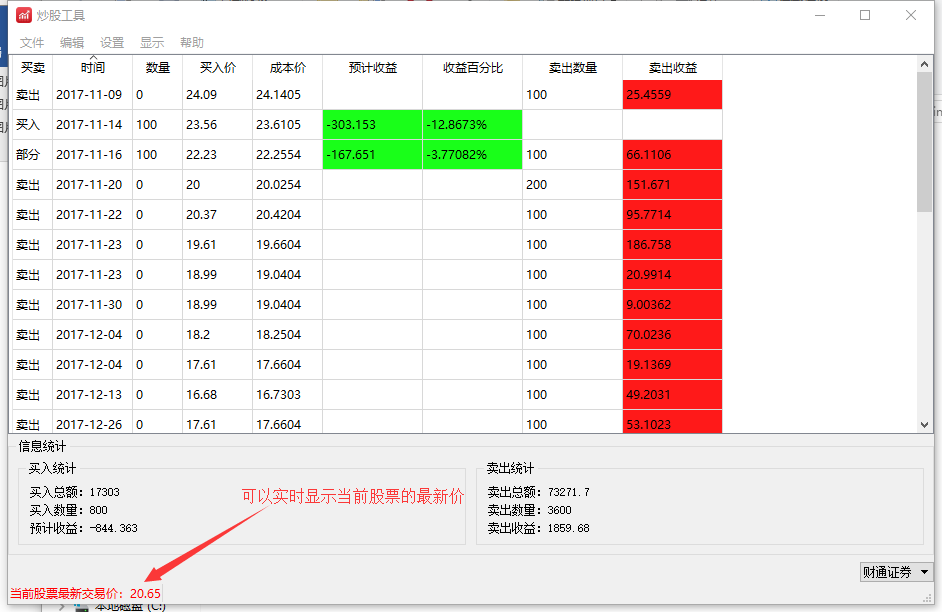 炒股工具
文件 编辑 设置 显示 帮助
买卖 时间 数量 买入价 成本价 预计收益 收益百分比 卖出数量 卖出收益
卖出 2017-11-09 0 24.09 24.1405 100 25.4559
买入 2017-11-14 100 23.56 23.6105 -303.153 -12.8673%
部分 2017-11-16 100 22.23 22.2554 -167.651 -3.77082% 100 66.1106
卖出 2017-11-20 0 20 20.0254 200 151.671
卖出 2017-11-22 0 20.37 20.4204 100 95.7714
卖出 2017-11-23 0 19.61 19.6604 100 186.758
卖出 2017-11-23 0 18.99 19.0404 100 20.9914
卖出 2017-11-30 0 18.99 19.0404 100 9.00362
卖出 2017-12-04 0 18.2 18.2504 100 70.0236
卖出 2017-12-04 0 17.61 17.6604 100 19.1369
卖出 2017-12-13 0 16.68 16.7303 100 49.2031
卖出 2017-12-26 0 17.61 17.6604 100 53.1023
信息统计
买入统计
买入总额：17303
买入数量：800
预计收益：-844.363
可以实时显示当前股票的最新价
卖出统计
卖出总额：73271.7
卖出数量：3600
卖出收益：1859.68
财通证券
当前股票最新交易价：20.65
本地磁盘 (C:)